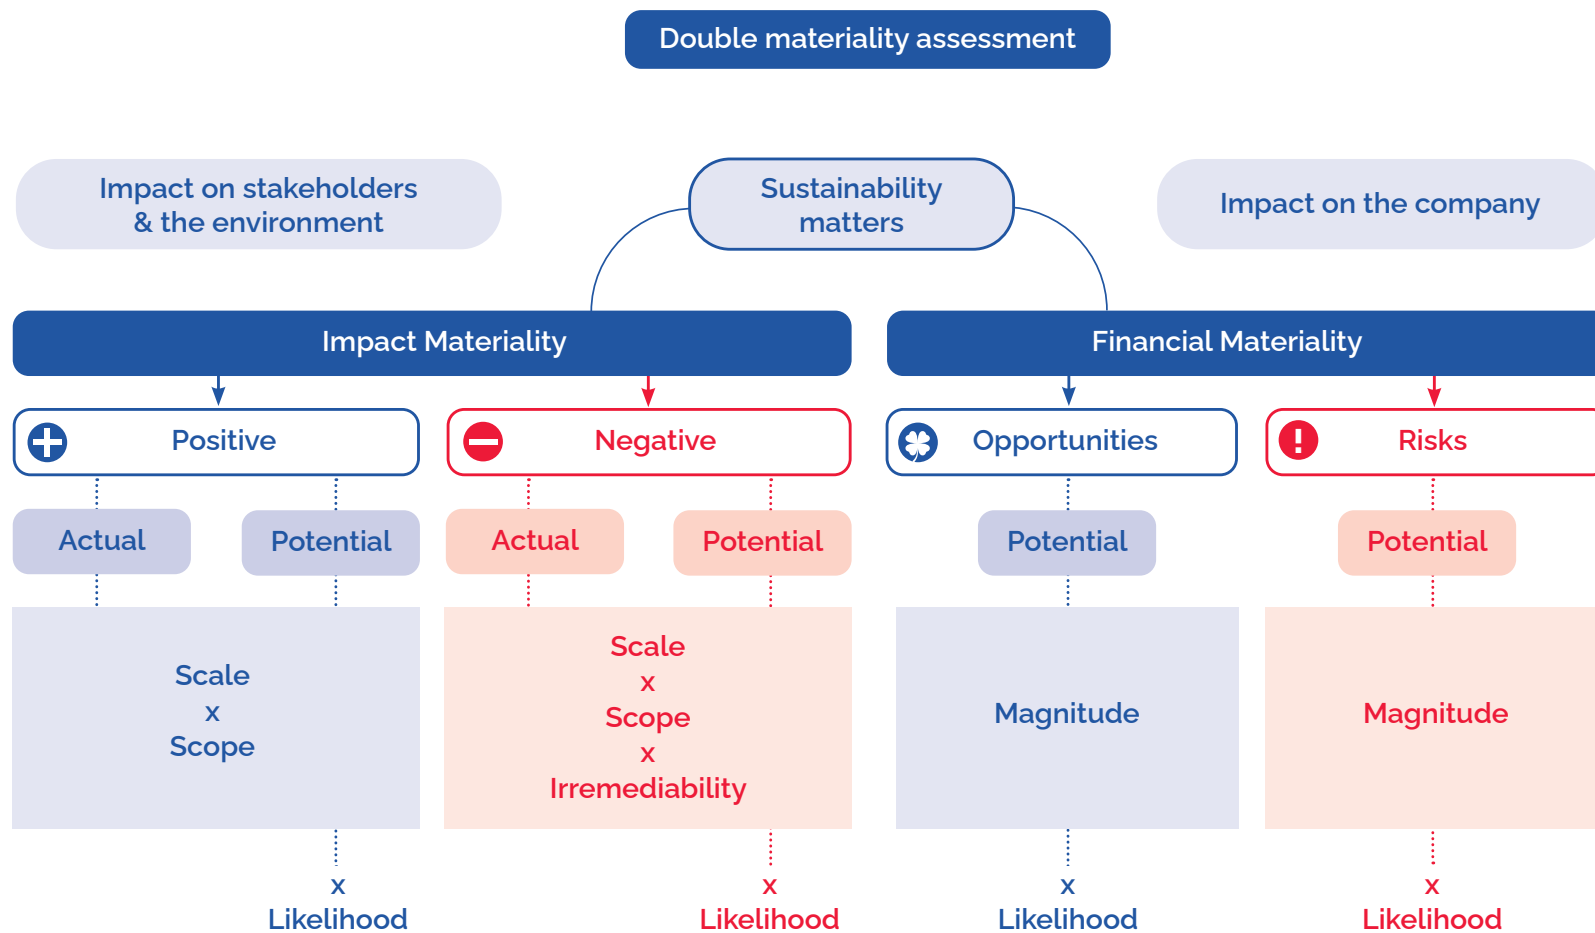 Double materiality assessment
Impact on stakeholders
& the environment
Sustainability
matters
Impact on the company
Impact Materiality
Financial Materiality
Positive
Negative
Opportunities
Risks
Actual
Potential
Actual
Potential
Potential
Potential
Scale
x
Scope
Scale
x
Scope
x
Irremediability
Magnitude
Magnitude
x
Likelihood
x
Likelihood
x
Likelihood
x
Likelihood